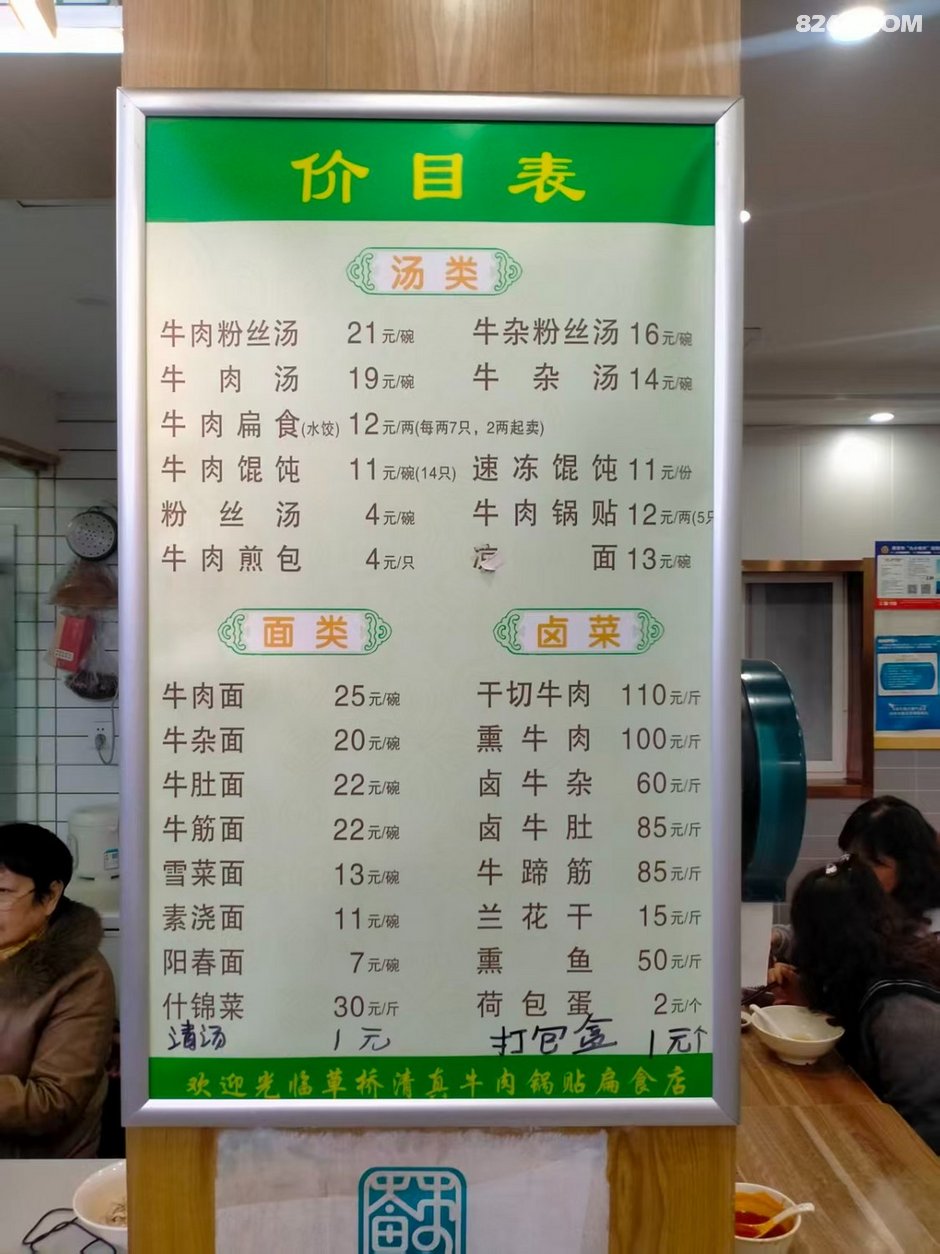 价目表
汤类
牛肉粉丝汤 21元/碗 牛杂粉丝汤 16元/碗
牛肉汤 19元/碗 牛杂汤 14元/碗
牛肉扁食(水饺) 12元/两(每两7只，2两起卖)
牛肉馄饨 11元/碗(14只) 速冻馄饨 11元/份
粉丝汤 4元/碗 牛肉锅贴 12元/两(5只
牛肉煎包 4元/只 面 13元/碗
面类 卤菜
牛肉面 25元/碗 干切牛肉 110元/斤
牛杂面 20元/碗 熏牛肉 100元/斤
牛肚面 22元/碗 卤牛杂 60元/斤
牛筋面 22元/碗 卤牛肚 85元/斤
雪菜面 13元/碗 牛蹄筋 85元/斤
素浇面 11元/碗 兰花干 15元/斤
阳春面 7元/碗 熏鱼 50元/斤
什锦菜 30元/斤 荷包蛋 2元/个
清汤 1元 打包盒 1元个
欢迎光临草桥清真牛肉锅贴扁食店